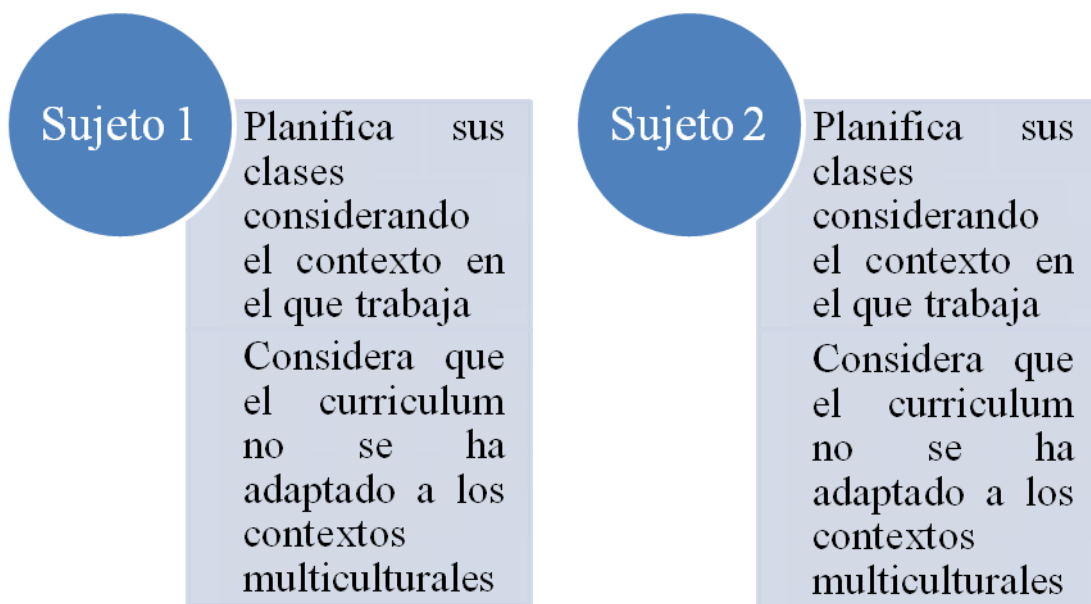 Sujeto 1
Planifica sus
clases
considerando
el contexto en
el que trabaja
Considera que
el curriculum
no se ha
adaptado a los
contextos
multiculturales
Sujeto 2
Planifica sus
clases
considerando
el contexto en
el que trabaja
Considera que
el curriculum
no se ha
adaptado a los
contextos
multiculturales